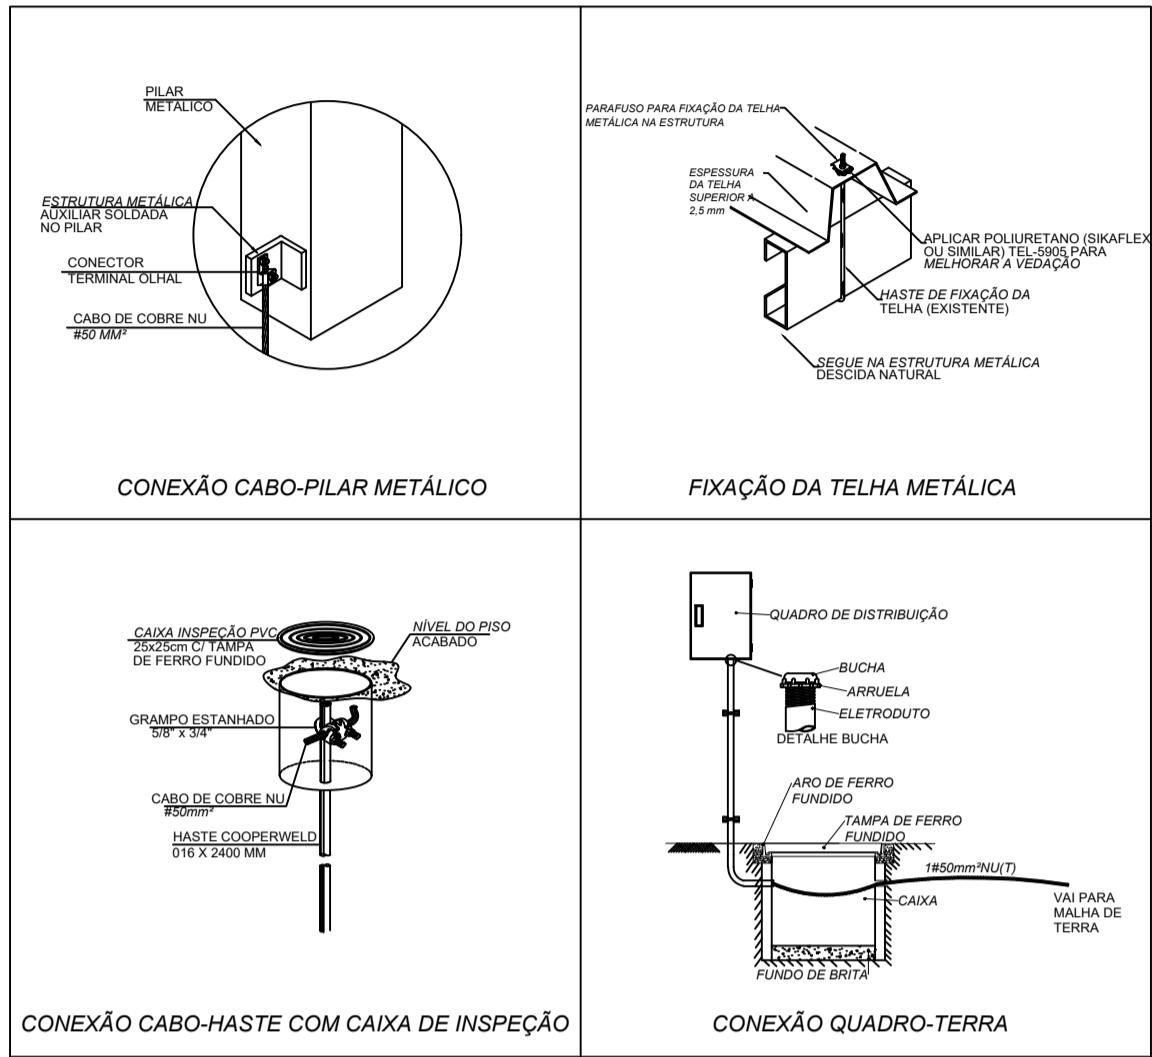 PILAR
METALICO
ESTRUTURA METÁLICA
AUXILIAR SOLDADA
NO PILAR
CONECTOR
TERMINAL OLHAL
CABO DE COBRE NU
#50 MM²
CONEXÃO CABO-PILAR METÁLICO
PARAFUSO PARA FIXAÇÃO DA TELHA
METÁLICA NA ESTRUTURA
ESPESSURA
DA TELHA
SUPERIOR A
2,5 mm
APLICAR POLIURETANO (SIKAFLEX
OU SIMILAR) TEL-5905 PARA
MELHORAR A VEDAÇÃO
HASTE DE FIXAÇÃO DA
TELHA (EXISTENTE)
SEGUE NA ESTRUTURA METÁLICA
DESCIDA NATURAL
FIXAÇÃO DA TELHA METÁLICA
CAIXA INSPEÇÃO PVC
25x25cm C/ TAMPA
DE FERRO FUNDIDO
NÍVEL DO PISO
ACABADO
GRAMPO ESTANHADO
5/8" x 3/4"
CABO DE COBRE NU
#50mm²
HASTE COOPERWELD
016 X 2400 MM
CONEXÃO CABO-HASTE COM CAIXA DE INSPEÇÃO
QUADRO DE DISTRIBUIÇÃO
BUCHA
ARRUELA
ELETRODUTO
DETALHE BUCHA
ARO DE FERRO
FUNDIDO
TAMPA DE FERRO
FUNDIDO
1#50mm²NU(T)
CAIXA
VAI PARA
MALHA DE
TERRA
FUNDO DE BRITA
CONEXÃO QUADRO-TERRA